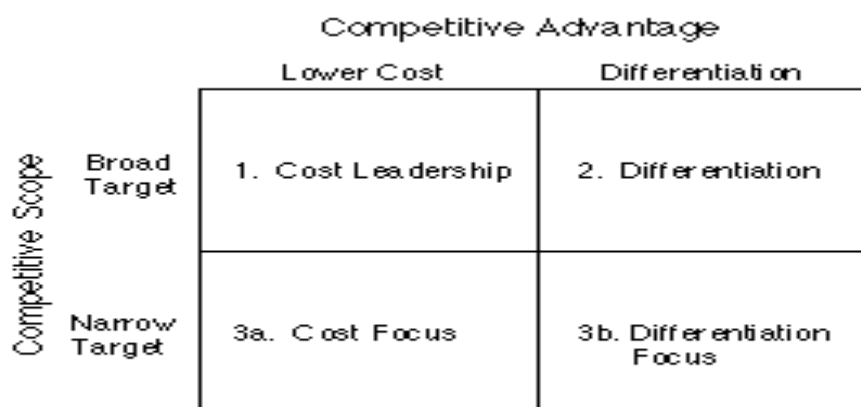 Competitive Advantage
Lower Cost
Differentiation
Competitive Scope
Broad
Target
1. Cost Leadership
2. Differentiation
Narrow
Target
3a. Cost Focus
3b. Differentiation
Focus